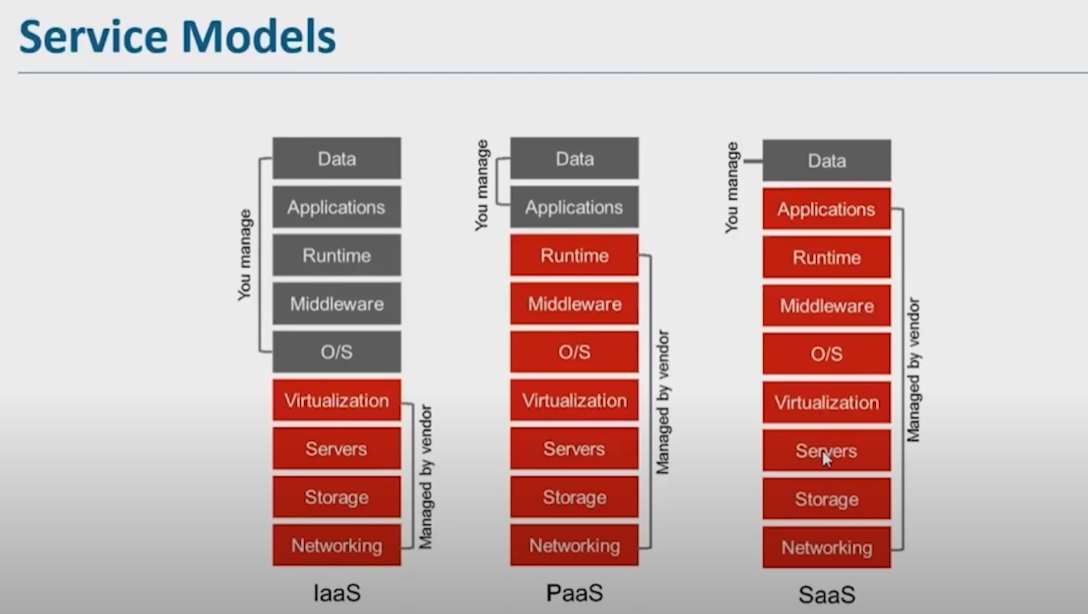 Service Models
You manage
Data
Applications
Runtime
Middleware
O/S
Virtualization
Servers
Storage
Networking
Managed by vendor
IaaS
You manage
Data
Applications
Runtime
Middleware
O/S
Virtualization
Servers
Storage
Networking
Managed by vendor
PaaS
You manage
Data
Applications
Runtime
Middleware
O/S
Virtualization
Servers
Storage
Networking
Managed by vendor
SaaS